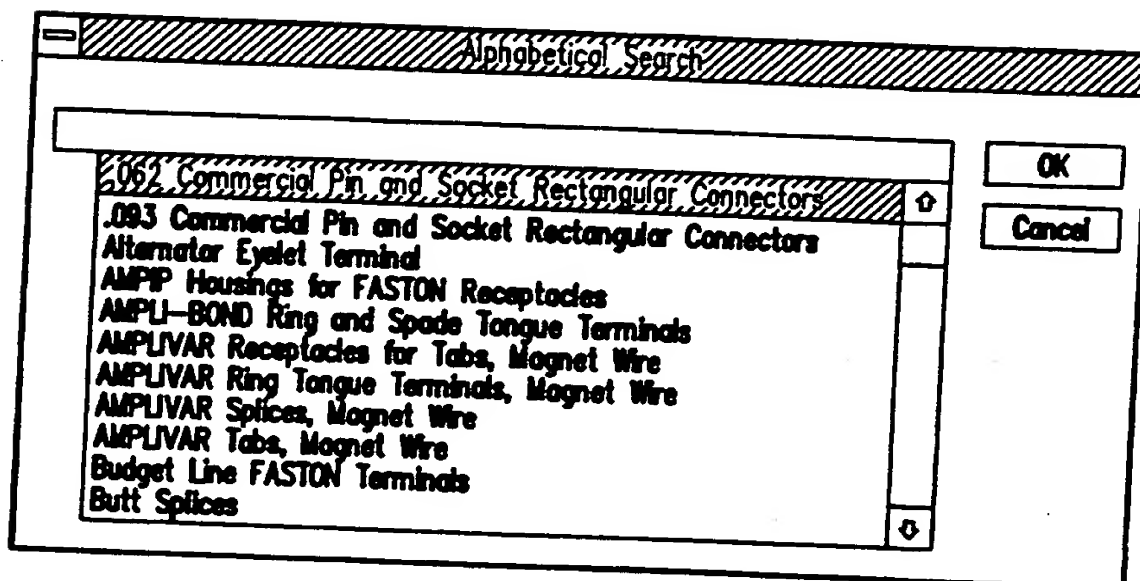 Alphabetical Search
.062 Commercial Pin and Socket Rectangular Connectors
OK
.093 Commercial Pin and Socket Rectangular Connectors
Cancel
Alternator Eyelet Terminal
AMPIP Housings for FASTON Receptacles
AMPLI-BOND Ring and Spade Tongue Terminals
AMPLIVAR Receptacles for Tabs, Magnet Wire
AMPLIVAR Ring Tongue Terminals, Magnet Wire
AMPLIVAR Splices, Magnet Wire
AMPLIVAR Tabs, Magnet Wire
Budget Line FASTON Terminals
Butt Splices